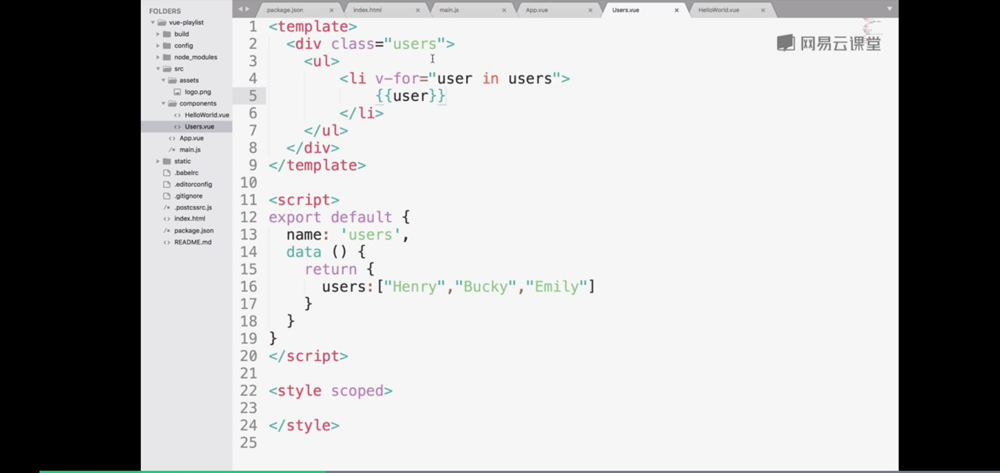 FOLDERS
vue-playlist
build
config
node_modules
src
assets
logo.png
components
<> HelloWorld.vue
<> Users.vue
<> App.vue
/* main.js
static
.babelrc
.editorconfig
.gitignore
/* .postcssrc.js
<> index.html
/* package.json
<> README.md
package.json × index.html × main.js × App.vue × Users.vue × HelloWorld.vue ×
网易云课堂
1 <template>
2 <div class="users">
3 <ul>
4 <li v-for="user in users">
5 {{user}}
6 </li>
7 </ul>
8 </div>
9 </template>
10
11 <script>
12 export default {
13 name: 'users',
14 data () {
15 return {
16 users:["Henry","Bucky","Emily"]
17 }
18 }
19 }
20 </script>
21
22 <style scoped>
23
24 </style>
25